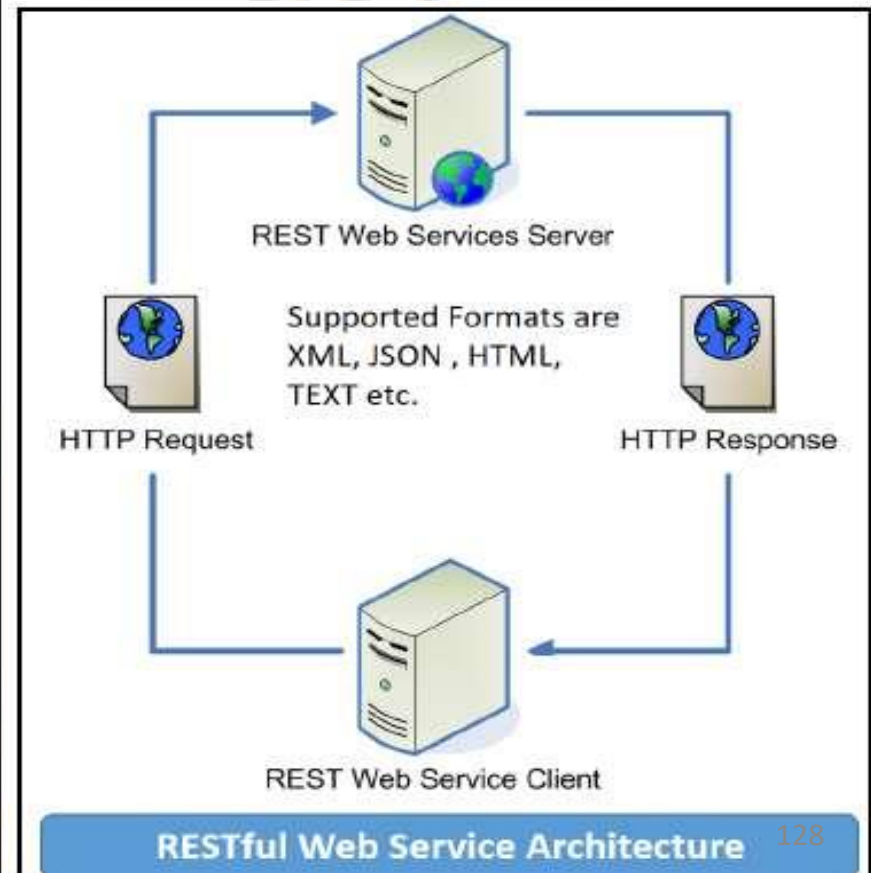 REST Web Services Server
Supported Formats are
XML, JSON , HTML,
TEXT etc.
HTTP Request
HTTP Response
REST Web Service Client
RESTful Web Service Architecture
128